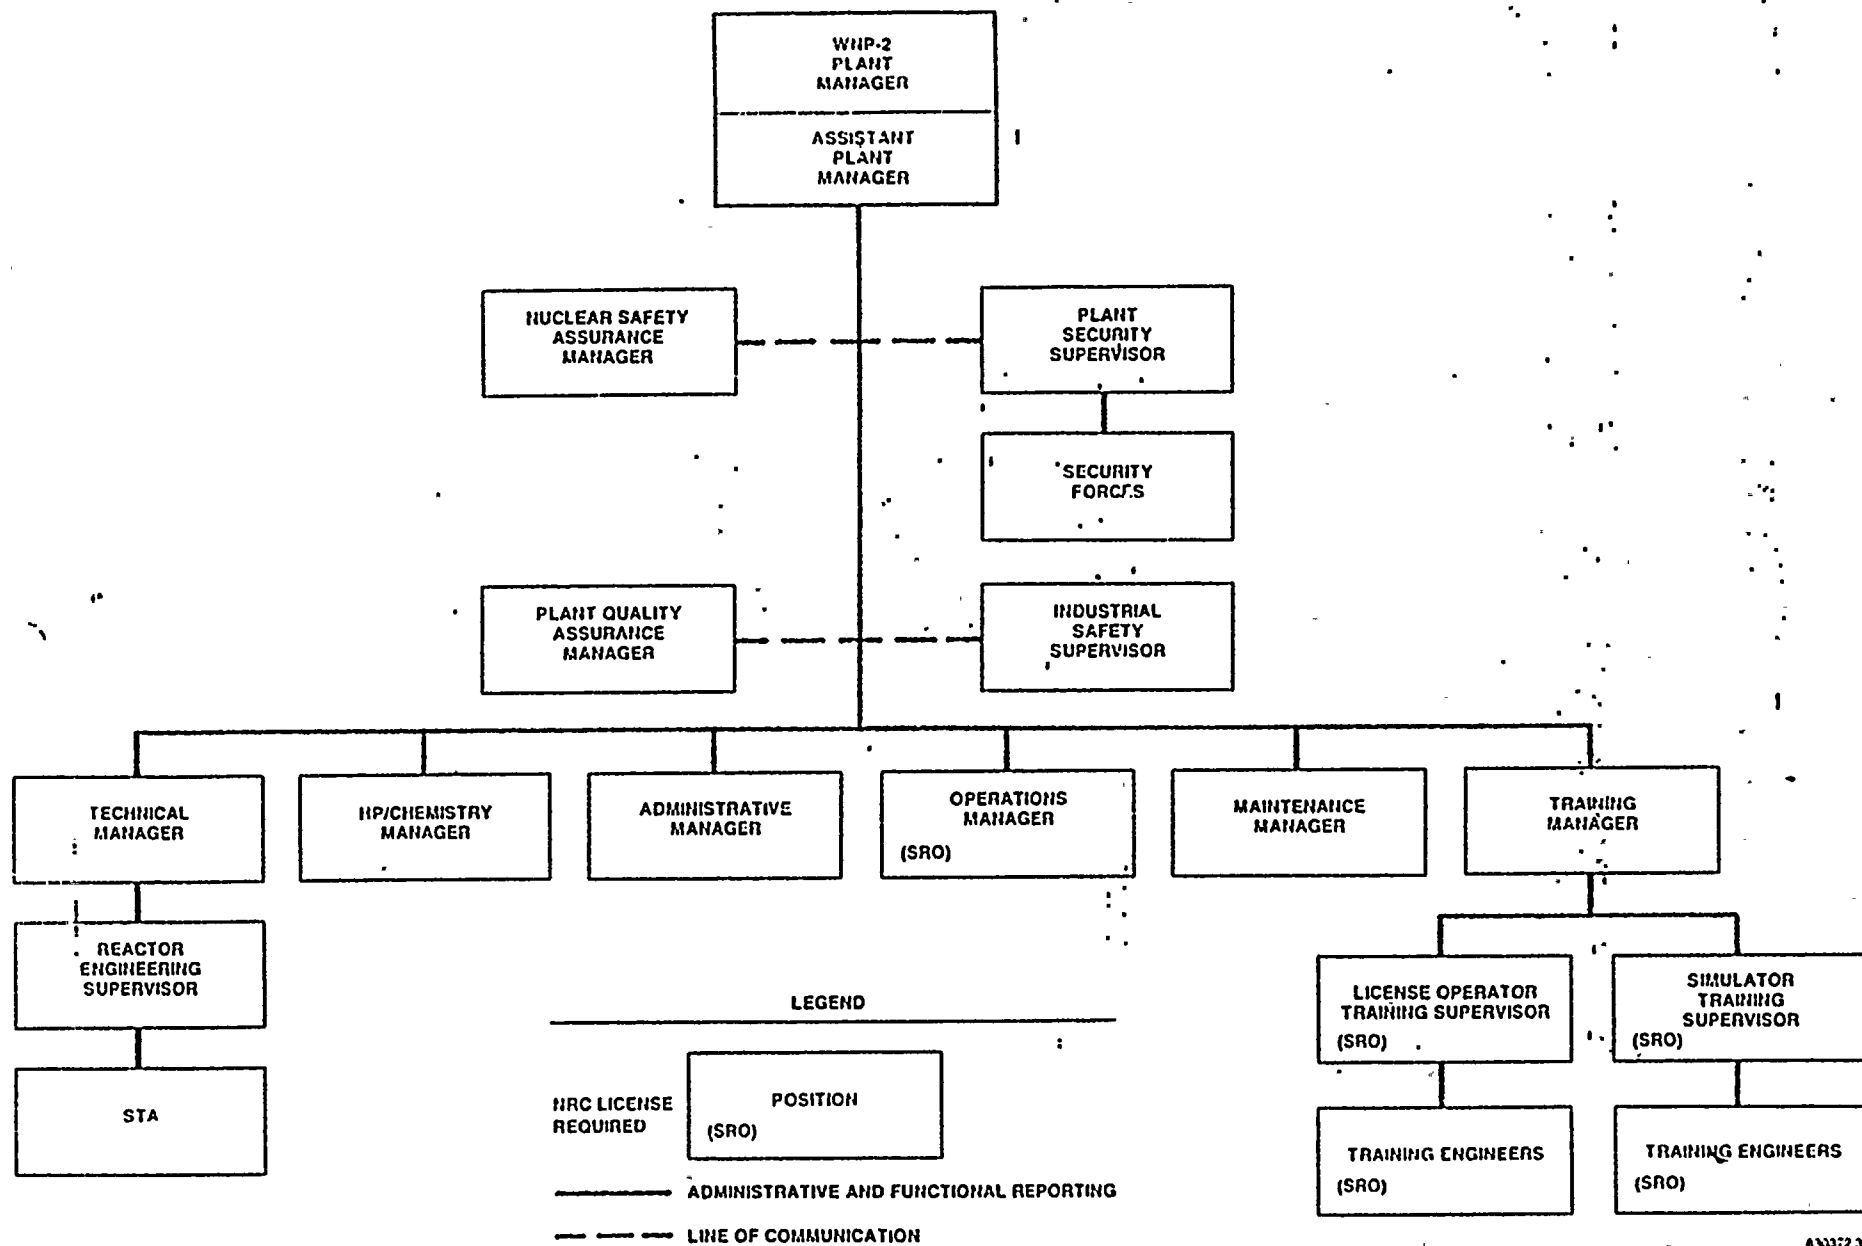 WNP-2
PLANT
MANAGER
ASSISTANT
PLANT
MANAGER
NUCLEAR SAFETY
ASSURANCE
MANAGER
PLANT
SECURITY
SUPERVISOR
SECURITY
FORCES
PLANT QUALITY
ASSURANCE
MANAGER
INDUSTRIAL
SAFETY
SUPERVISOR
TECHNICAL
MANAGER
HP/CHEMISTRY
MANAGER
ADMINISTRATIVE
MANAGER
OPERATIONS
MANAGER
(SRO)
MAINTENANCE
MANAGER
TRAINING
MANAGER
REACTOR
ENGINEERING
SUPERVISOR
STA
LICENSE OPERATOR
TRAINING SUPERVISOR
(SRO)
SIMULATOR
TRAINING
SUPERVISOR
(SRO)
TRAINING ENGINEERS
(SRO)
TRAINING ENGINEERS
(SRO)
LEGEND
NRC LICENSE
REQUIRED
POSITION
(SRO)
ADMINISTRATIVE AND FUNCTIONAL REPORTING
LINE OF COMMUNICATION